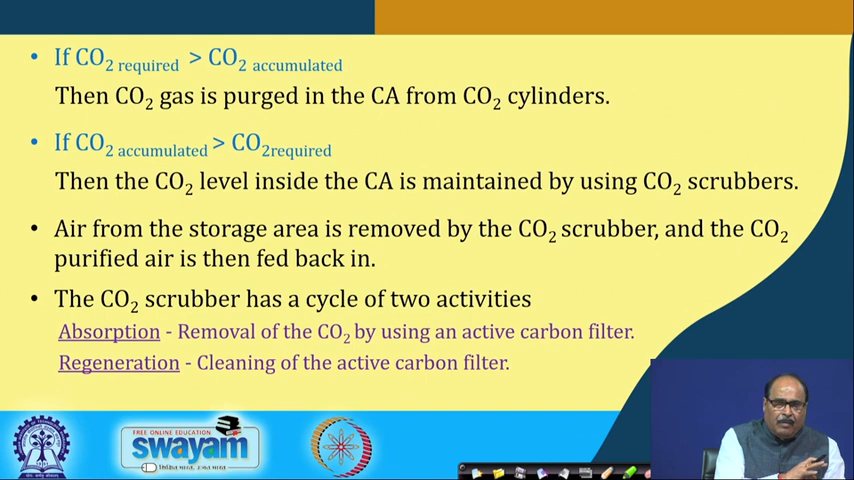 • If CO₂ required > CO₂ accumulated
Then CO₂ gas is purged in the CA from CO₂ cylinders.
• If CO₂ accumulated > CO₂required
Then the CO₂ level inside the CA is maintained by using CO₂ scrubbers.
• Air from the storage area is removed by the CO₂ scrubber, and the CO₂
purified air is then fed back in.
• The CO₂ scrubber has a cycle of two activities
Absorption - Removal of the CO₂ by using an active carbon filter.
Regeneration - Cleaning of the active carbon filter.
FREE ONLINE EDUCATION
swayam